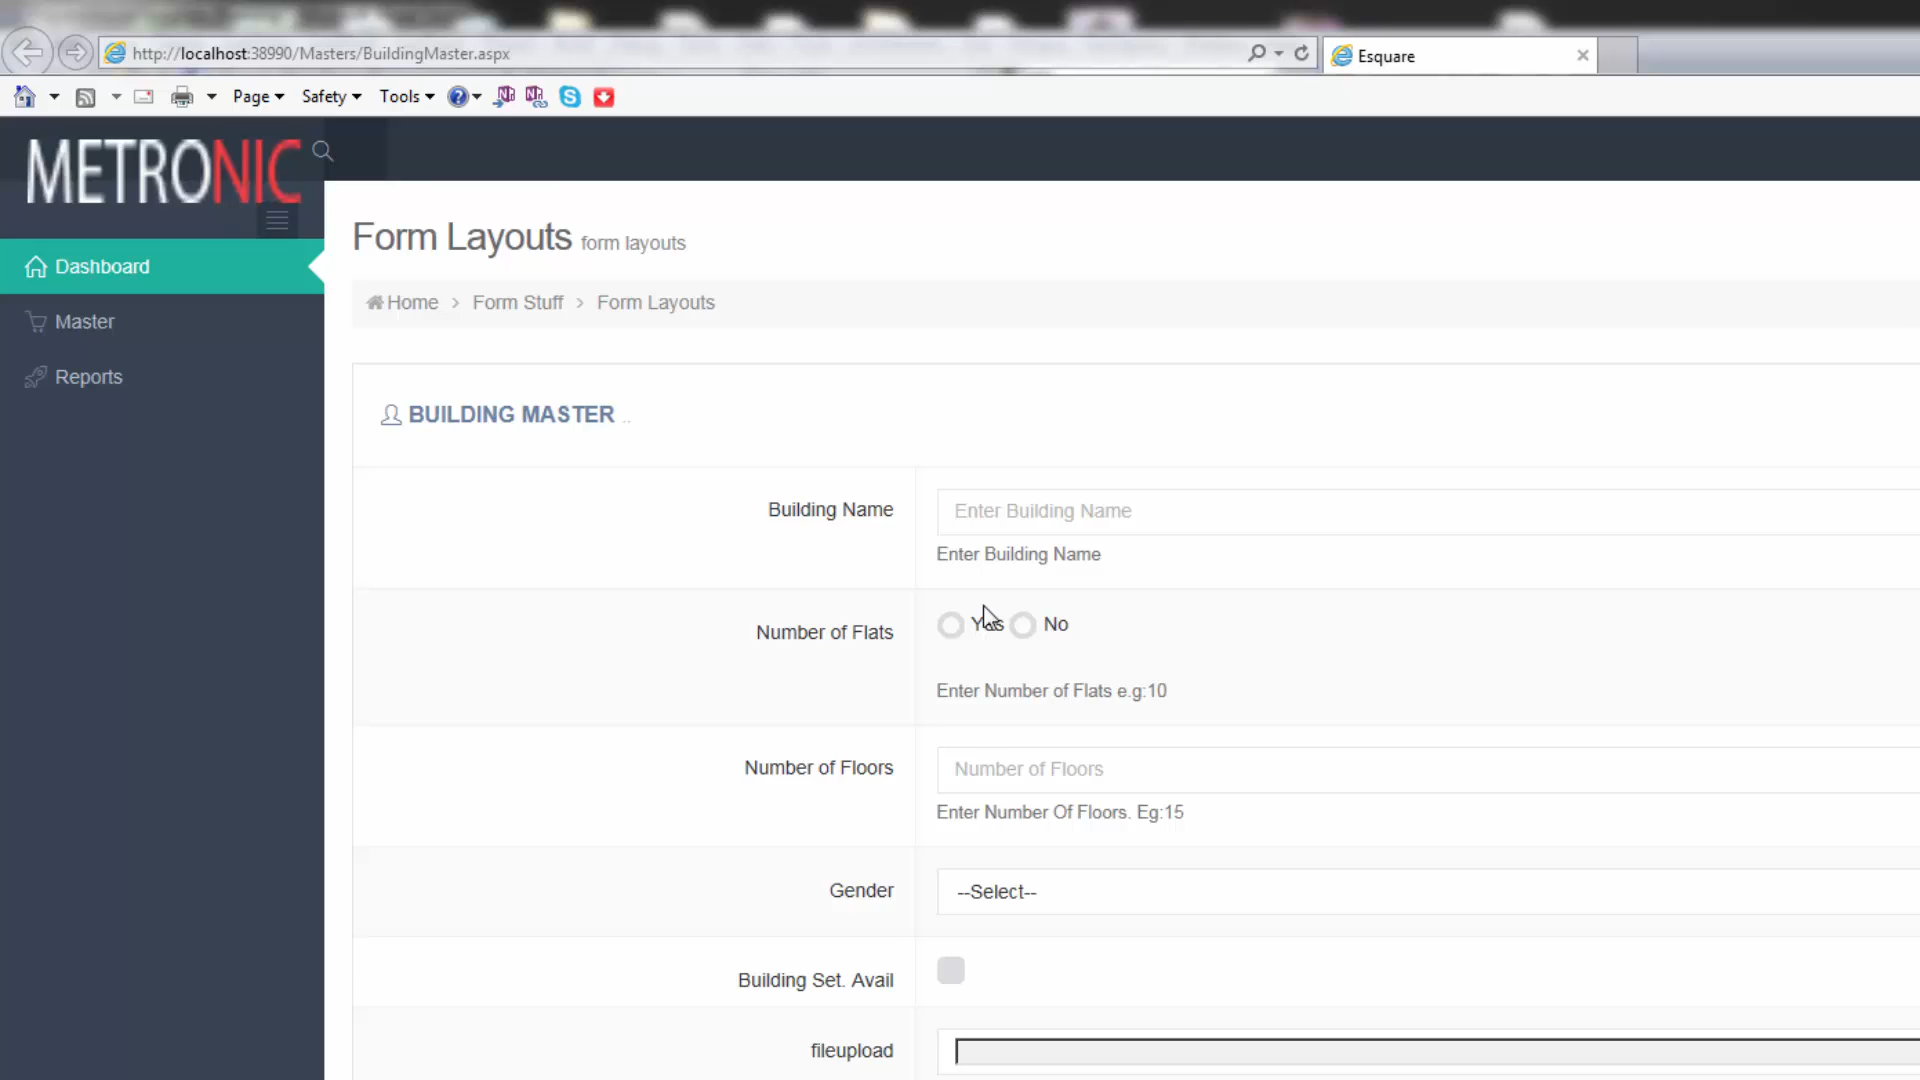 http://localhost:38990/Masters/BuildingMaster.aspx
Esquare
Page Safety Tools
METRONIC
Form Layouts form layouts
Dashboard
Home > Form Stuff > Form Layouts
Master
Reports
BUILDING MASTER ..
Building Name
Enter Building Name
Enter Building Name
Number of Flats
Yes No
Enter Number of Flats e.g:10
Number of Floors
Number of Floors
Enter Number Of Floors. Eg:15
Gender
--Select--
Building Set. Avail
fileupload